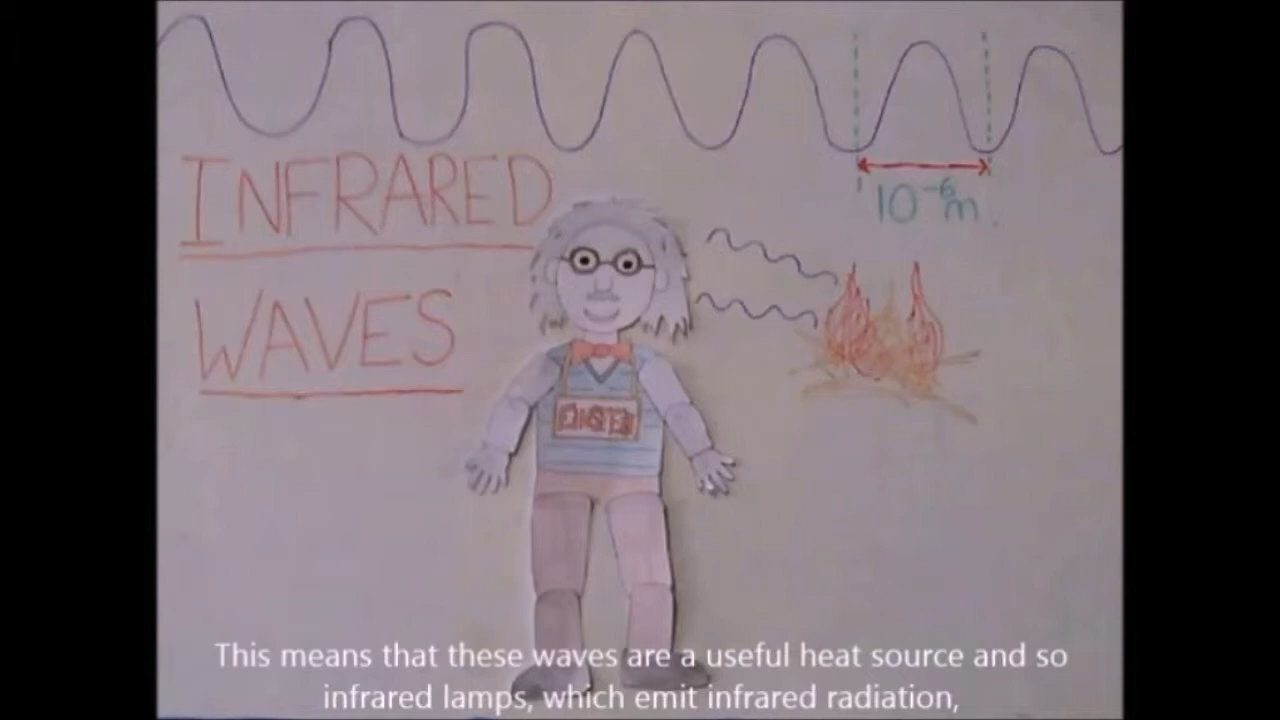 10⁻⁶m
INFRARED
WAVES
EINSTEIN
This means that these waves are a useful heat source and so
infrared lamps, which emit infrared radiation,